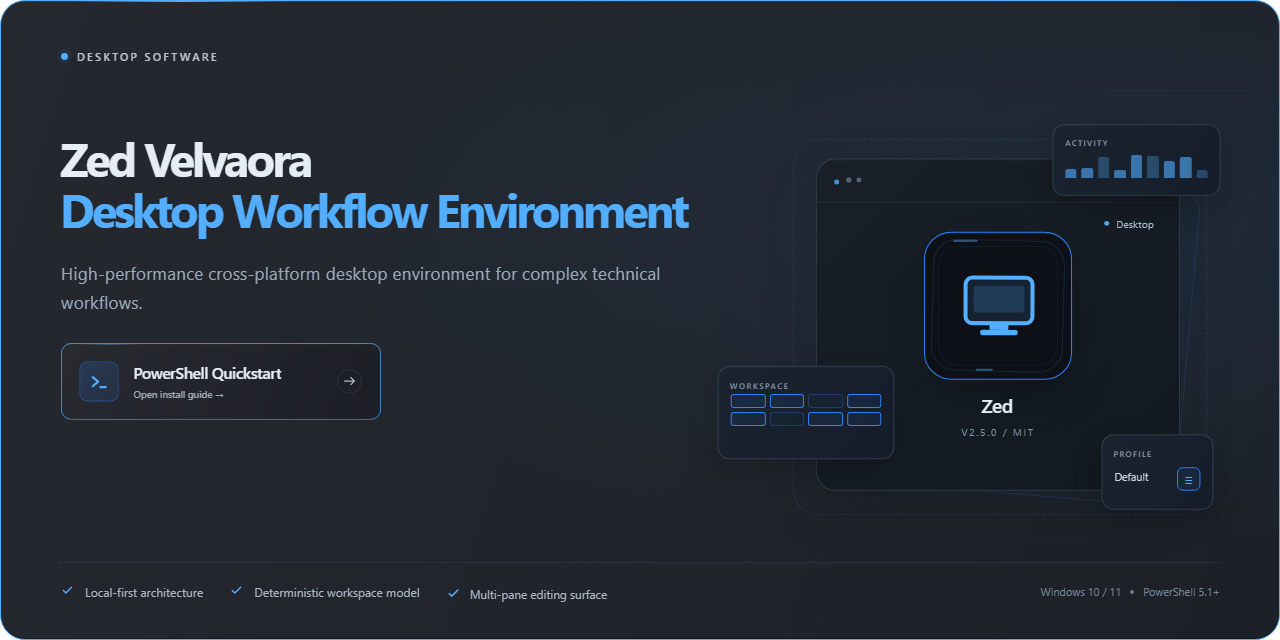 DESKTOP SOFTWARE
Zed Velvaora
Desktop Workflow Environment
High-performance cross-platform desktop environment for complex technical
workflows.
PowerShell Quickstart
Open install guide →
ACTIVITY
Desktop
WORKSPACE
Zed
V2.5.0 / MIT
PROFILE
Default
Local-first architecture
Deterministic workspace model
Multi-pane editing surface
Windows 10 / 11 • PowerShell 5.1+